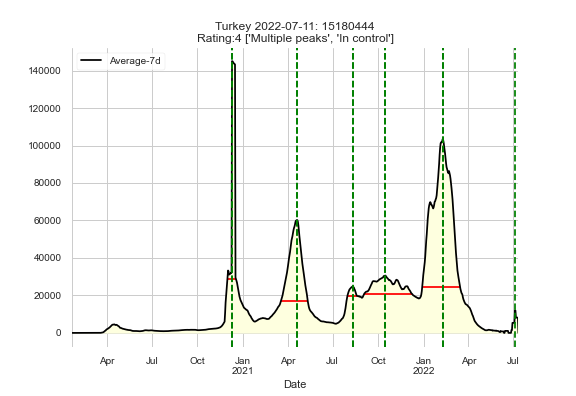 Turkey 2022-07-11: 15180444
Rating:4 ['Multiple peaks', 'In control']
Average-7d
140000
120000
100000
80000
60000
40000
20000
0
Apr Jul Oct Jan Apr Jul Oct Jan Apr Jul
2021 2022
Date